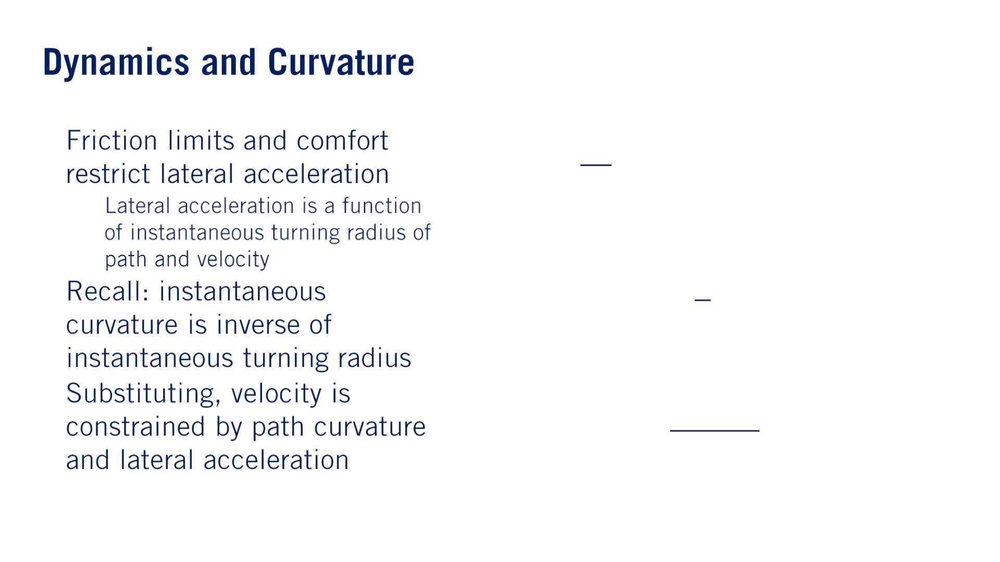 Dynamics and Curvature
Friction limits and comfort
restrict lateral acceleration
Lateral acceleration is a function
of instantaneous turning radius of
path and velocity
Recall: instantaneous
curvature is inverse of
instantaneous turning radius
Substituting, velocity is
constrained by path curvature
and lateral acceleration